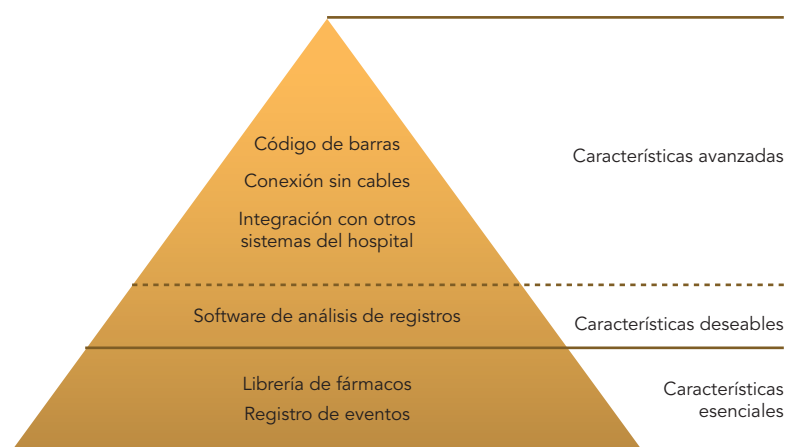 Código de barras
Conexión sin cables
Integración con otros
sistemas del hospital
Características avanzadas
Software de análisis de registros
Características deseables
Librería de fármacos
Registro de eventos
Características
esenciales